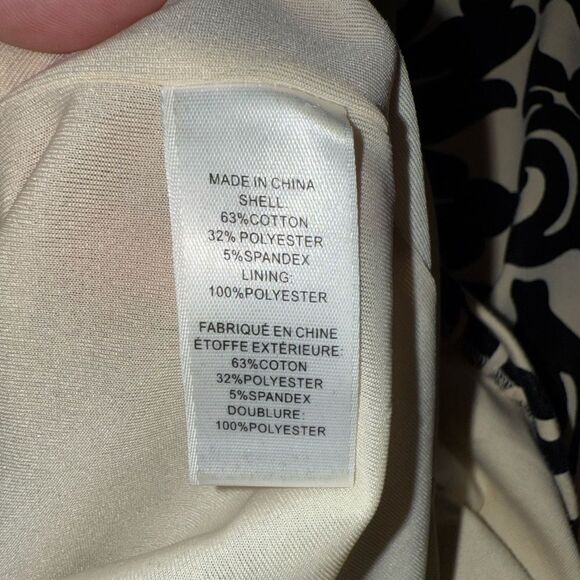 MADE IN CHINA
SHELL
63%COTTON
32% POLYESTER
5%SPANDEX
LINING:
100%POLYESTER
FABRIQUÉ EN CHINE
ÉTOFFE EXTÉRIEURE:
63%COTON
32%POLYESTER
5%SPANDEX
DOUBLURE:
100%POLYESTER